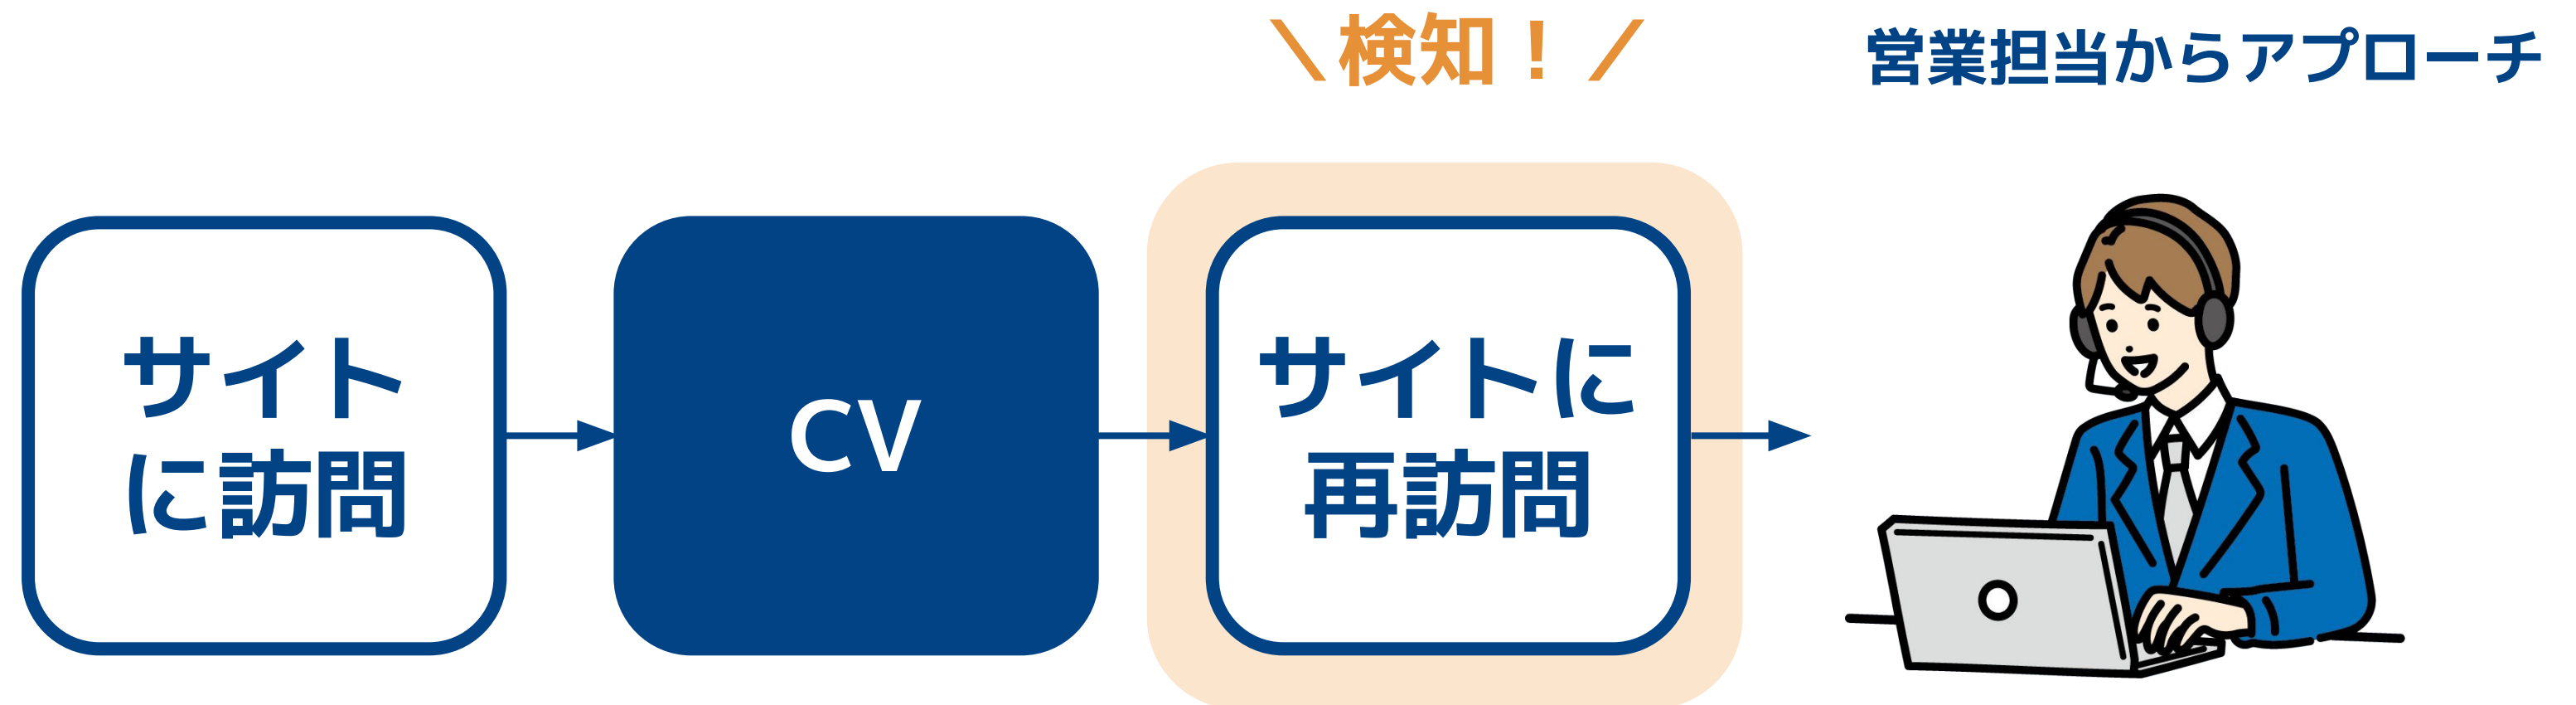 ＼検知！／
営業担当からアプローチ
サイト
に訪問
CV
サイトに
再訪問